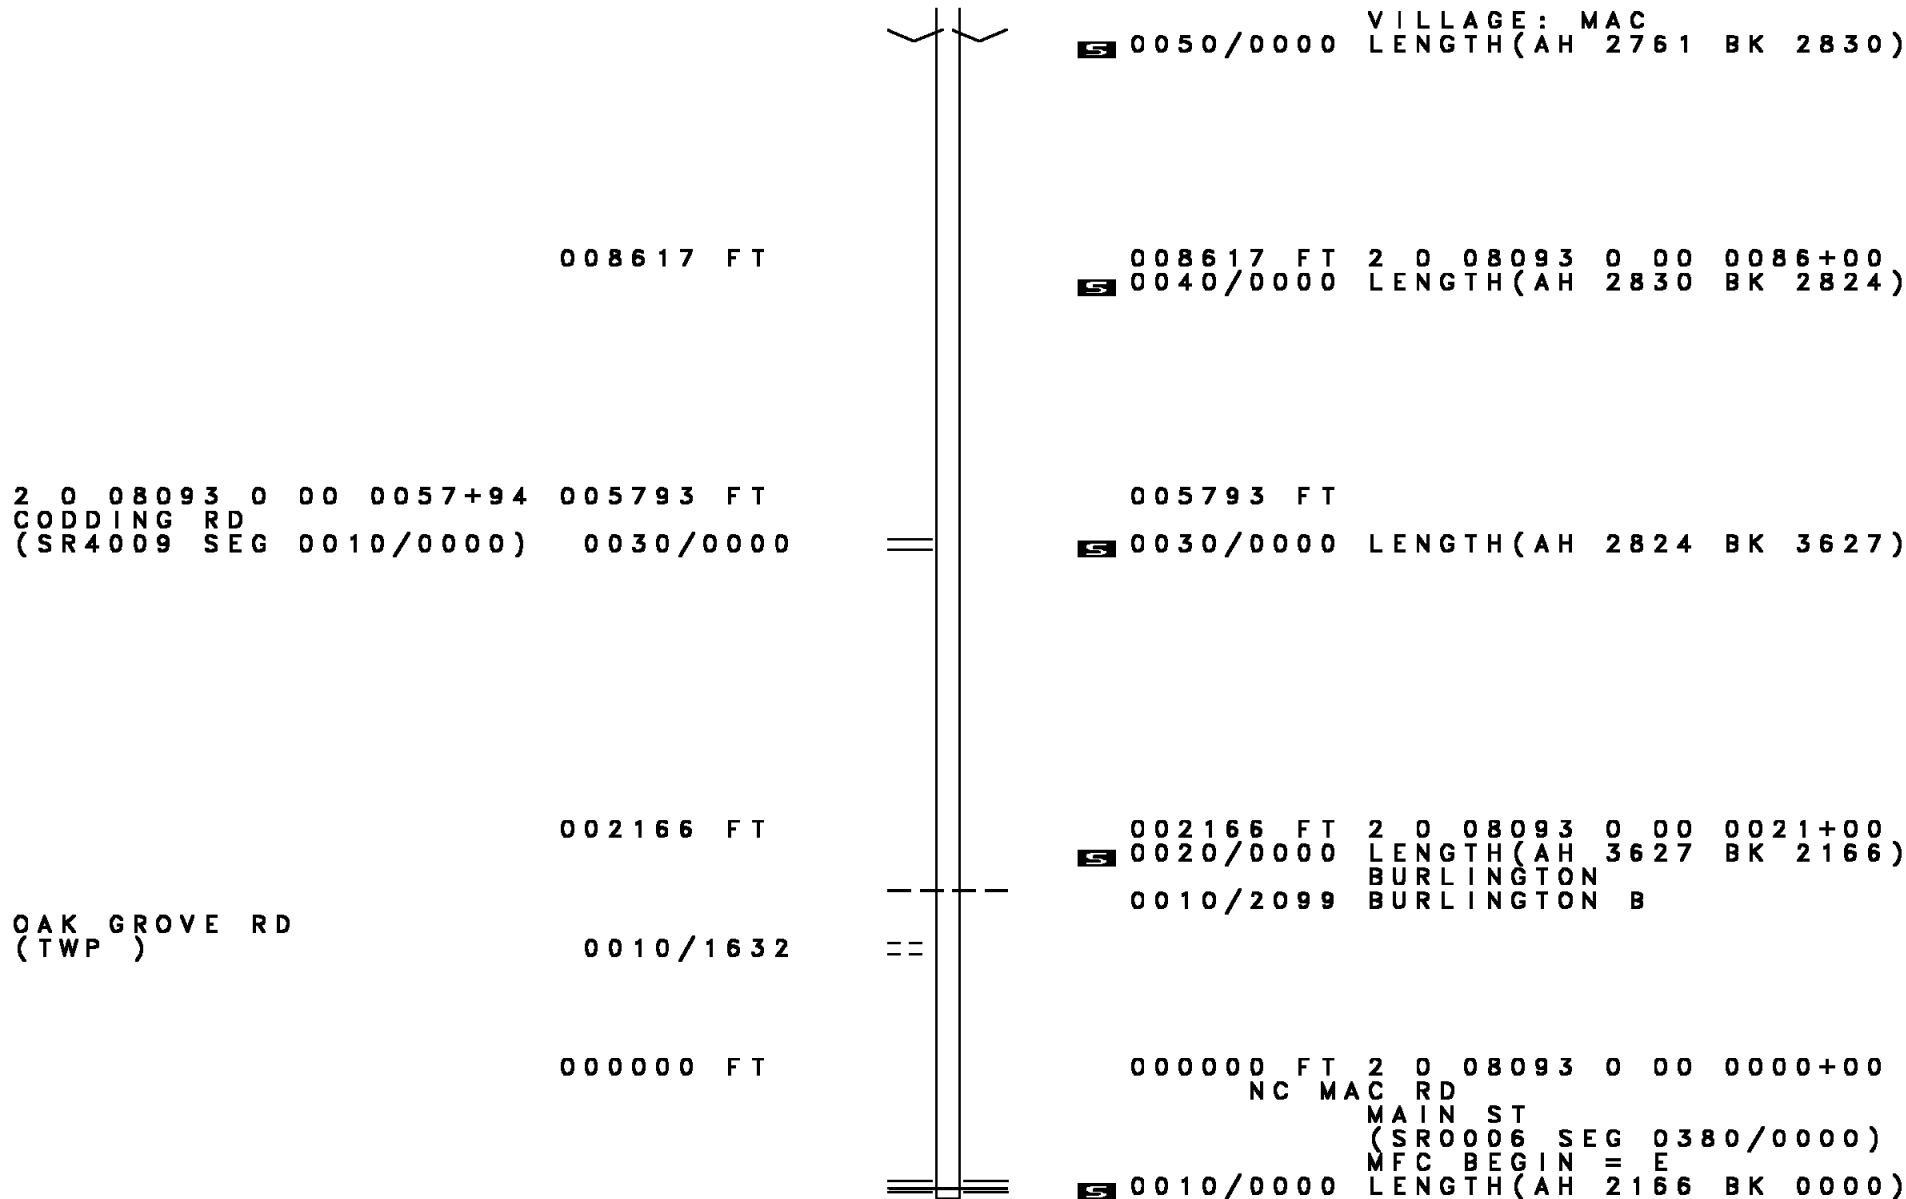 VILLAGE: MAC
S 0050/0000 LENGTH(AH 2761 BK 2830)
008617 FT 008617 FT 2 0 08093 0 00 0086+00
S 0040/0000 LENGTH(AH 2830 BK 2824)
2 0 08093 0 00 0057+94 005793 FT 005793 FT
CODDING RD
(SR4009 SEG 0010/0000) 0030/0000 S 0030/0000 LENGTH(AH 2824 BK 3627)
002166 FT 002166 FT 2 0 08093 0 00 0021+00
S 0020/0000 LENGTH(AH 3627 BK 2166)
BURLINGTON
0010/2099 BURLINGTON B
OAK GROVE RD
(TWP ) 0010/1632
000000 FT 000000 FT 2 0 08093 0 00 0000+00
NC MAC RD
MAIN ST
(SR0006 SEG 0380/0000)
MFC BEGIN = E
S 0010/0000 LENGTH(AH 2166 BK 0000)